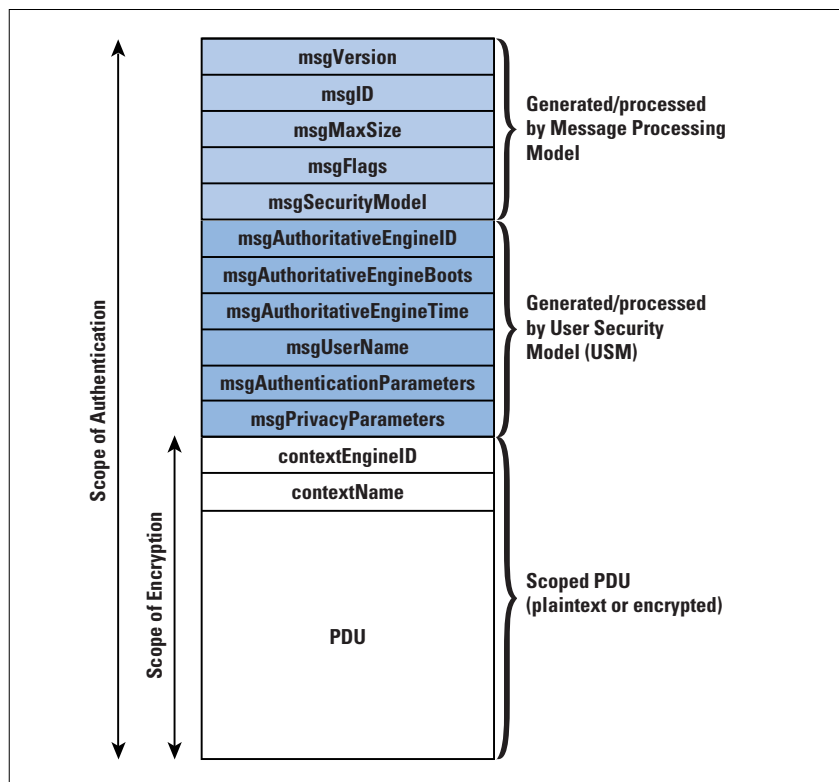 msgVersion
msgID
msgMaxSize
msgFlags
msgSecurityModel
Generated/processed
by Message Processing
Model
msgAuthoritativeEngineID
msgAuthoritativeEngineBoots
msgAuthoritativeEngineTime
msgUserName
msgAuthenticationParameters
msgPrivacyParameters
Generated/processed
by User Security
Model (USM)
contextEngineID
contextName
PDU
Scoped PDU
(plaintext or encrypted)
Scope of Authentication
Scope of Encryption